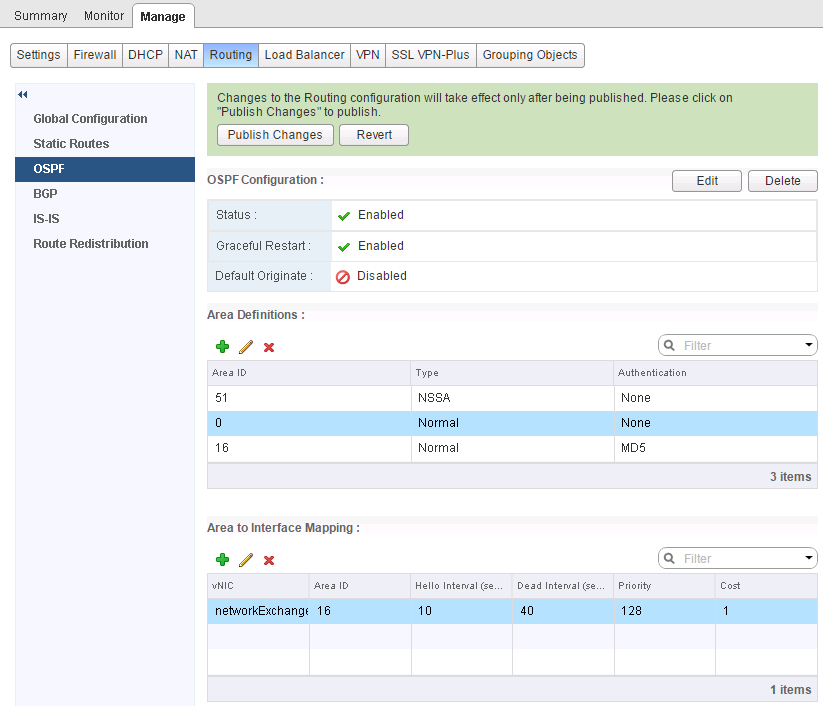 Summary Monitor Manage
Settings Firewall DHCP NAT Routing Load Balancer VPN SSL VPN-Plus Grouping Objects
Global Configuration
Static Routes
OSPF
BGP
IS-IS
Route Redistribution
Changes to the Routing configuration will take effect only after being published. Please click on
"Publish Changes" to publish.
Publish Changes Revert
OSPF Configuration : Edit Delete
Status : Enabled
Graceful Restart : Enabled
Default Originate : Disabled
Area Definitions :
Filter
Area ID Type Authentication
51 NSSA None
0 Normal None
16 Normal MD5
3 items
Area to Interface Mapping :
Filter
vNIC Area ID Hello Interval (se... Dead Interval (se... Priority Cost
networkExchange 16 10 40 128 1
1 items